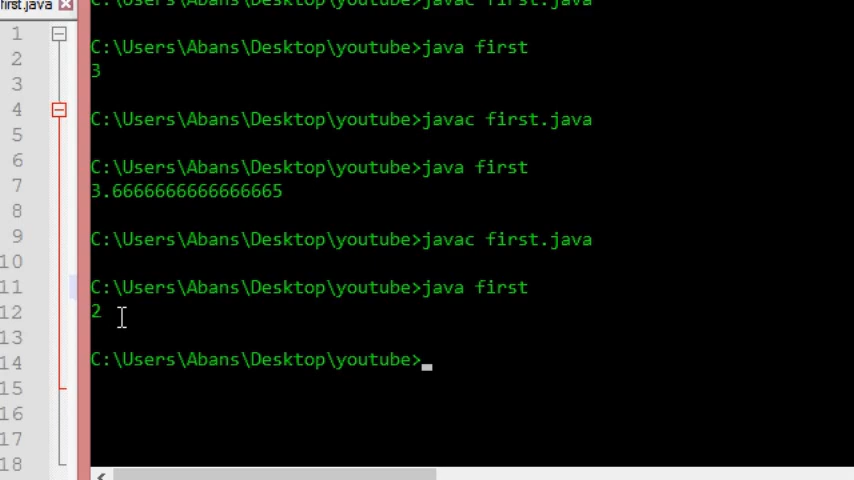 first.java
javac first.java
1
C:\Users\Abans\Desktop\youtube>java first
2
3
3
C:\Users\Abans\Desktop\youtube>javac first.java
4
5
C:\Users\Abans\Desktop\youtube>java first
6
3.6666666666666665
7
8
C:\Users\Abans\Desktop\youtube>javac first.java
9
10
C:\Users\Abans\Desktop\youtube>java first
11
2
12
13
C:\Users\Abans\Desktop\youtube>
14
15
16
17
18